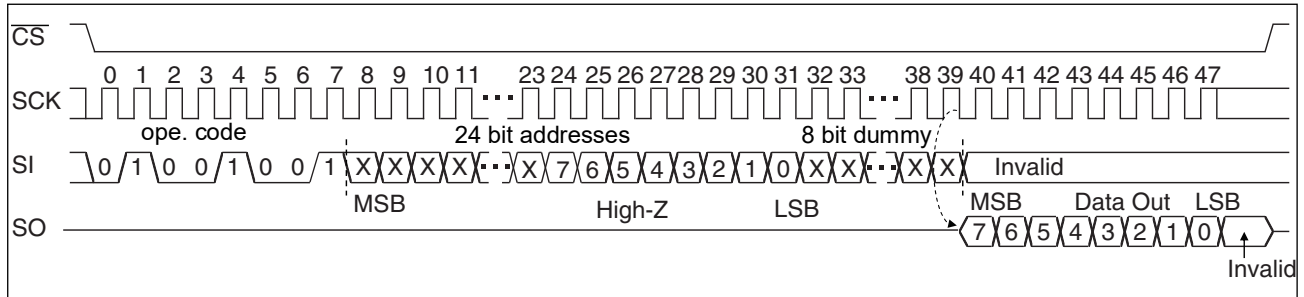 CS
0 1 2 3 4 5 6 7 8 9 10 11 23 24 25 26 27 28 29 30 31 32 33 38 39 40 41 42 43 44 45 46 47
SCK
ope. code 24 bit addresses 8 bit dummy
SI 0 1 0 0 1 0 0 1 X X X X X 7 6 5 4 3 2 1 0 X X X X Invalid
MSB High-Z LSB MSB Data Out LSB
SO 7 6 5 4 3 2 1 0
Invalid